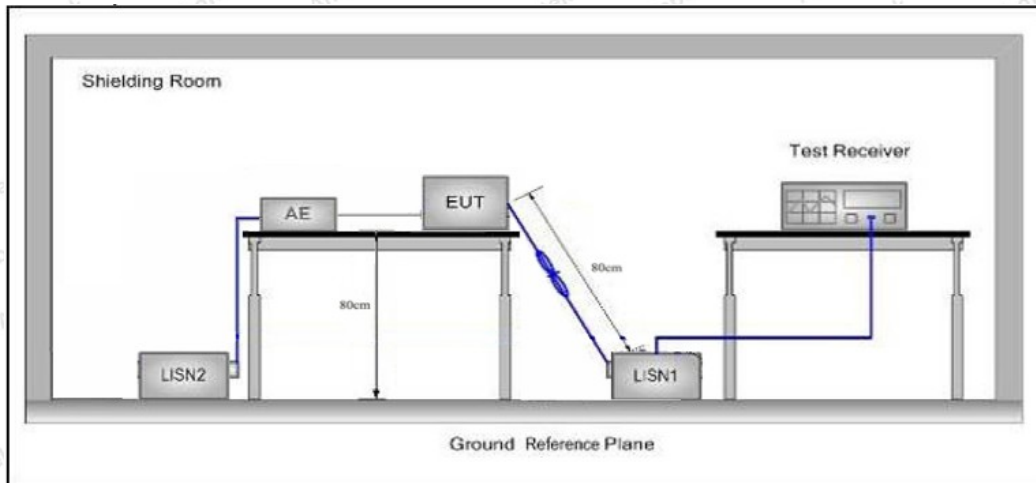 Shielding Room
Test Receiver
EUT
AE
80cm
80cm
LISN2
LISN1
Ground Reference Plane